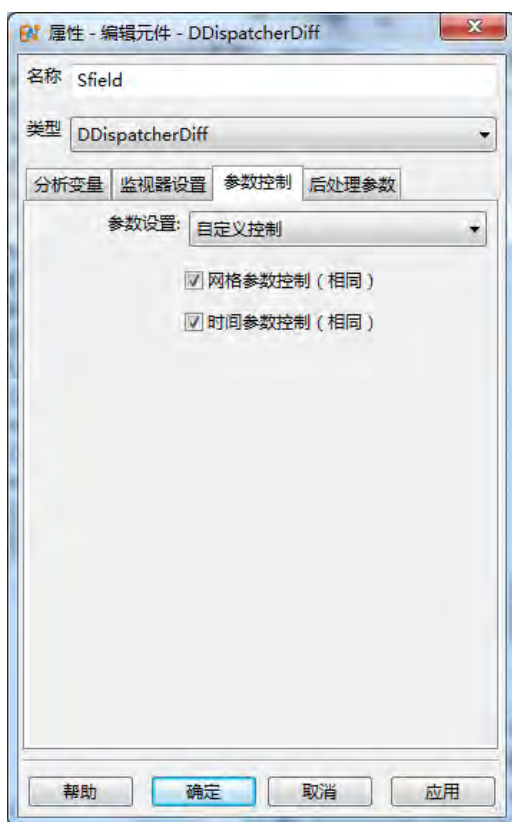 属性 - 编辑元件 - DDispatcherDiff
名称 Sfield
类型 DDispatcherDiff
分析变量 监视器设置 参数控制 后处理参数
参数设置: 自定义控制
网格参数控制（相同）
时间参数控制（相同）
帮助 确定 取消 应用